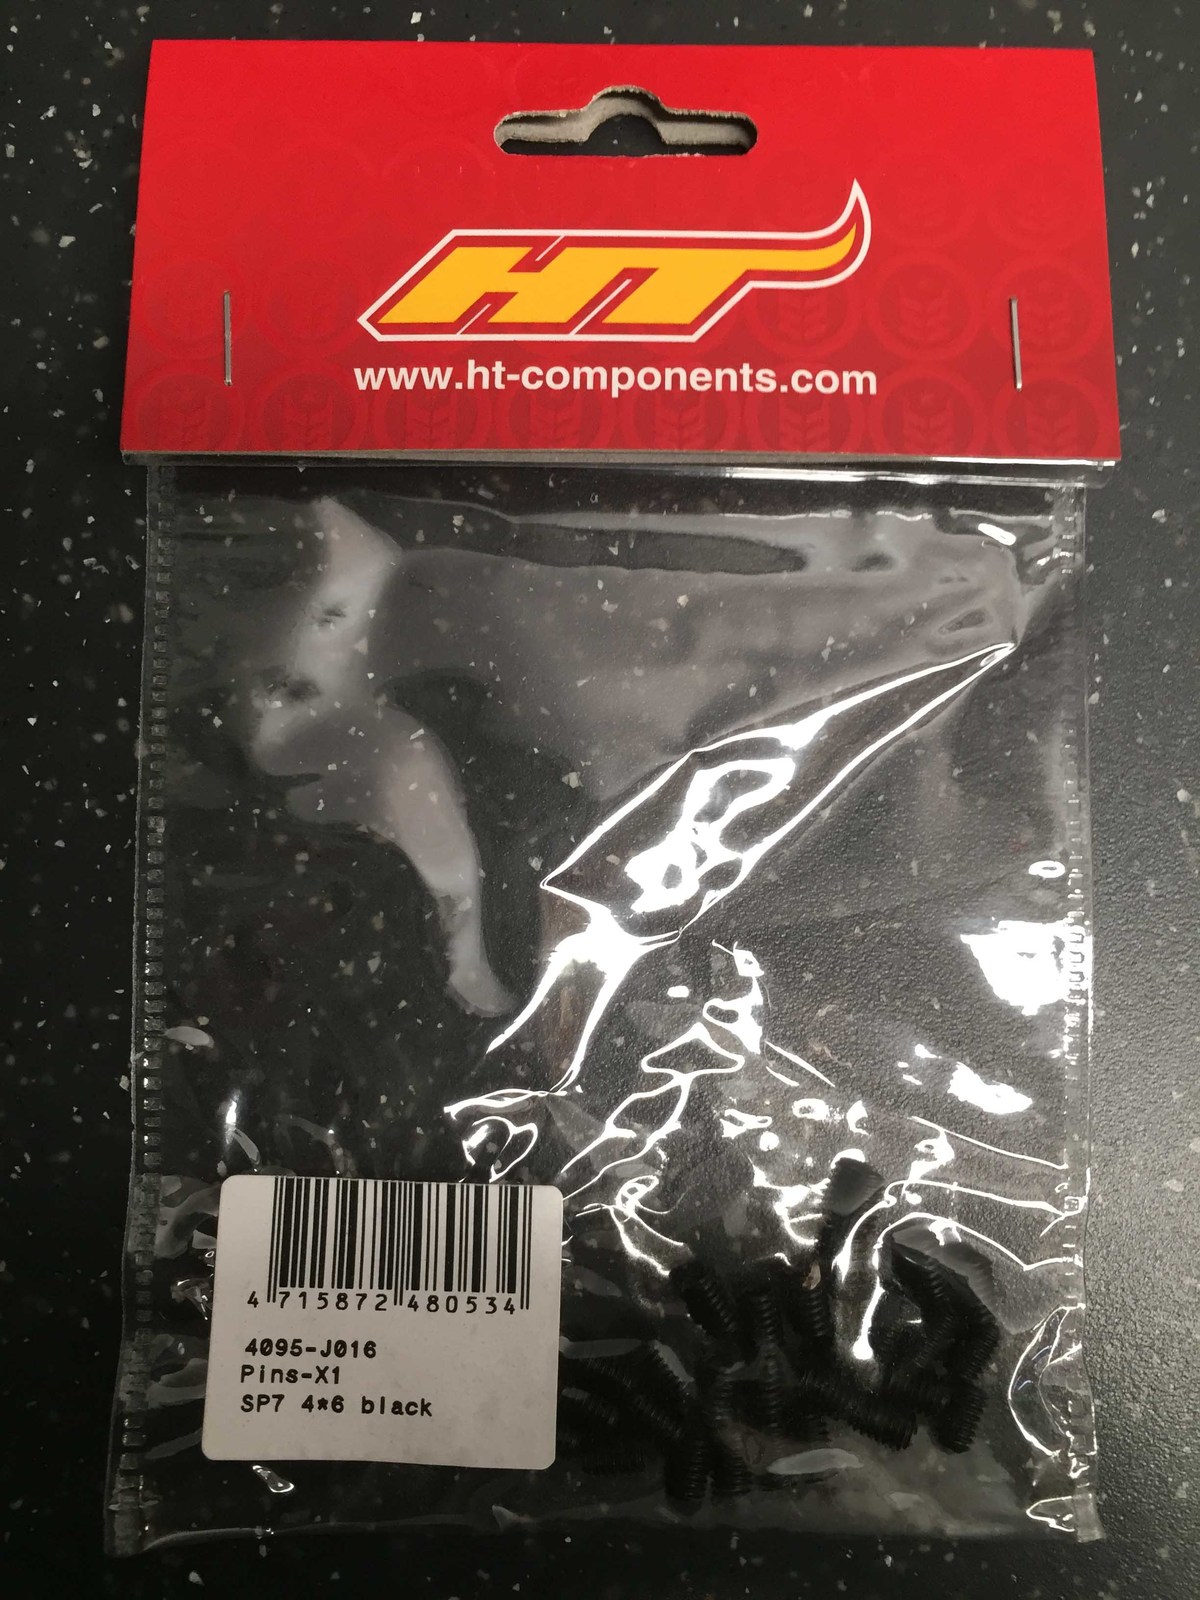 HT
www.ht-components.com
4 715872 480534
4095-J016
Pins-X1
SP7 4*6 black